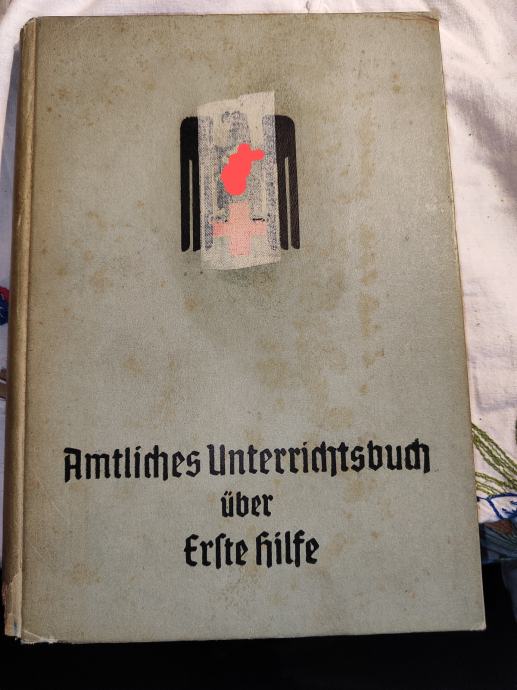 Amtliches Unterrichtsbuch
über
Erſte Hilfe